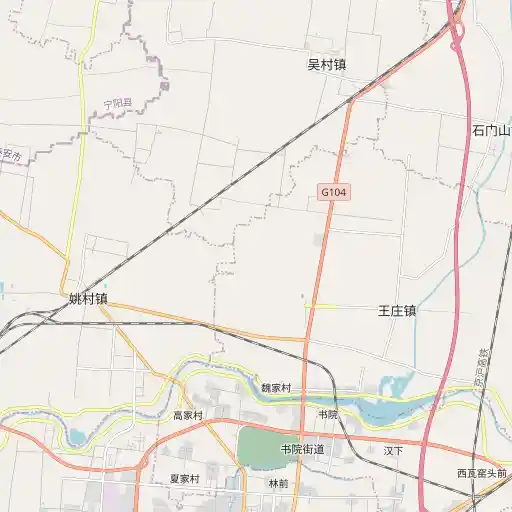 吴村镇
宁阳县
石门山
泰安市
G104
姚村镇
王庄镇
魏家村
高家村
书院
书院街道
汉下
西瓦窑头前
夏家村
林前